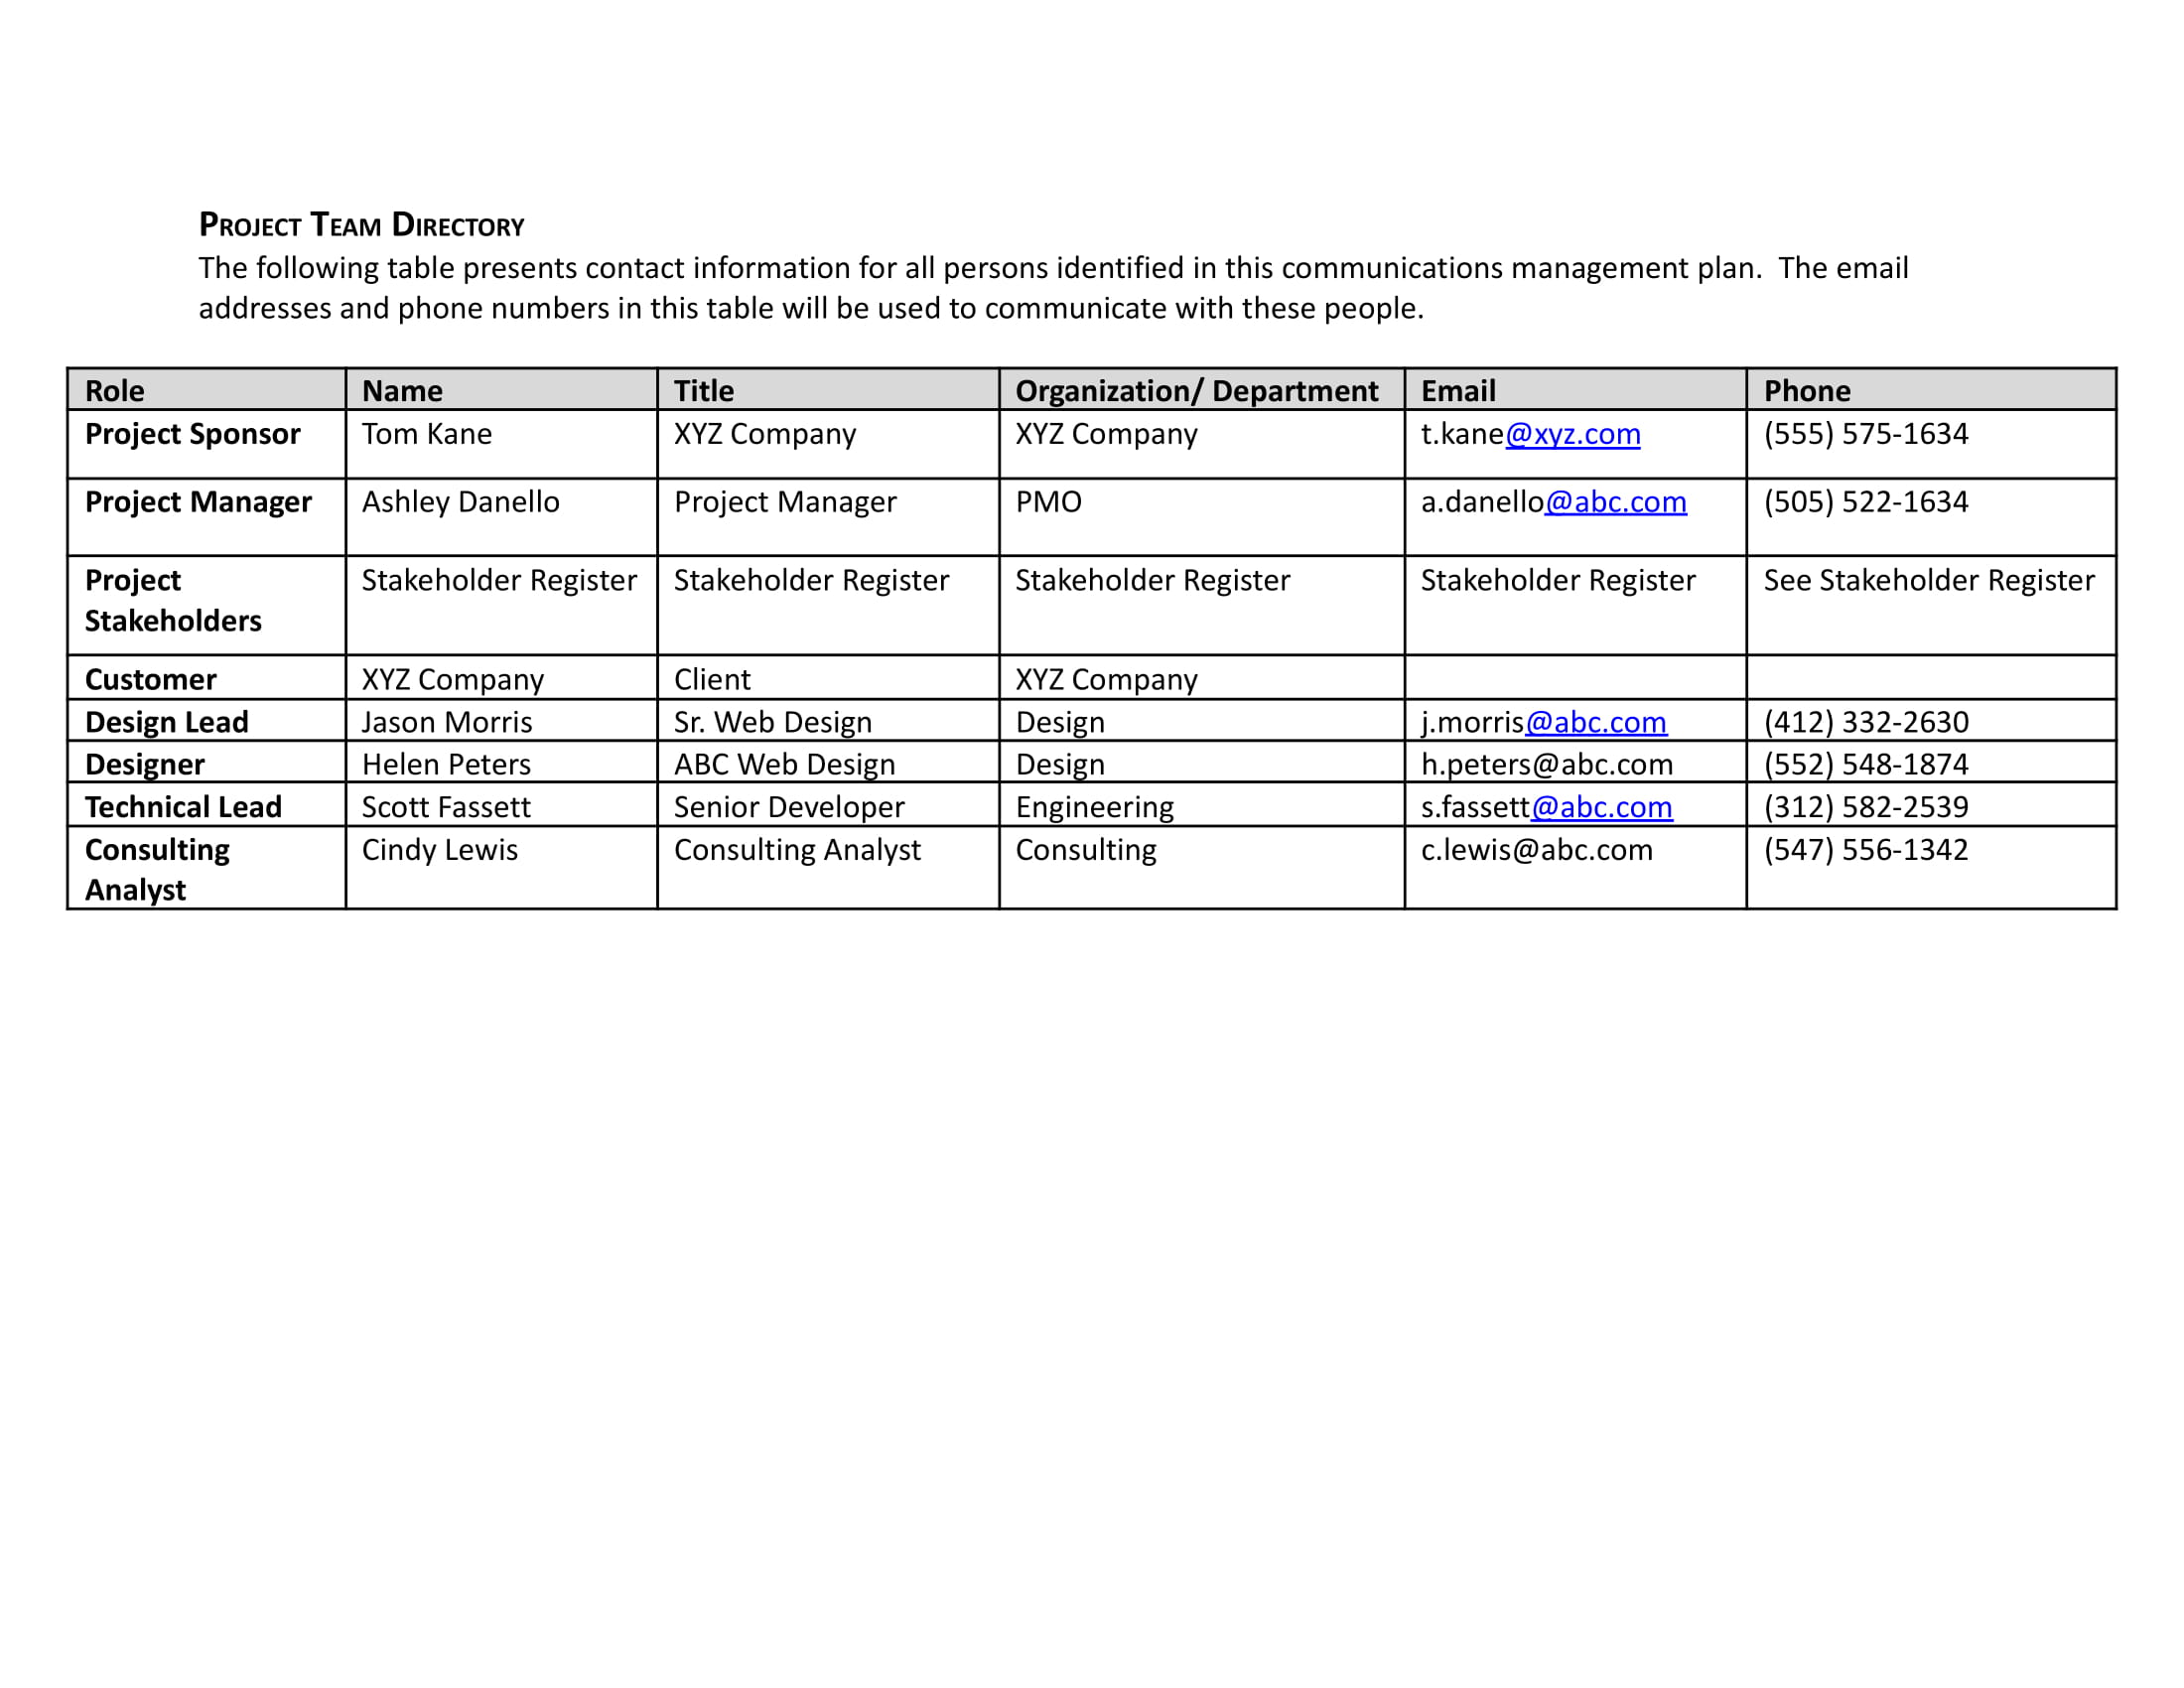 PROJECT TEAM DIRECTORY
The following table presents contact information for all persons identified in this communications management plan.  The email
addresses and phone numbers in this table will be used to communicate with these people.
Role Name Title Organization/ Department Email Phone
Project Sponsor Tom Kane XYZ Company XYZ Company t.kane@xyz.com (555) 575-1634
Project Manager Ashley Danello Project Manager PMO a.danello@abc.com (505) 522-1634
Project Stakeholder Register Stakeholder Register Stakeholder Register Stakeholder Register See Stakeholder Register
Stakeholders
Customer XYZ Company Client XYZ Company
Design Lead Jason Morris Sr. Web Design Design j.morris@abc.com (412) 332-2630
Designer Helen Peters ABC Web Design Design h.peters@abc.com (552) 548-1874
Technical Lead Scott Fassett Senior Developer Engineering s.fassett@abc.com (312) 582-2539
Consulting Cindy Lewis Consulting Analyst Consulting c.lewis@abc.com (547) 556-1342
Analyst